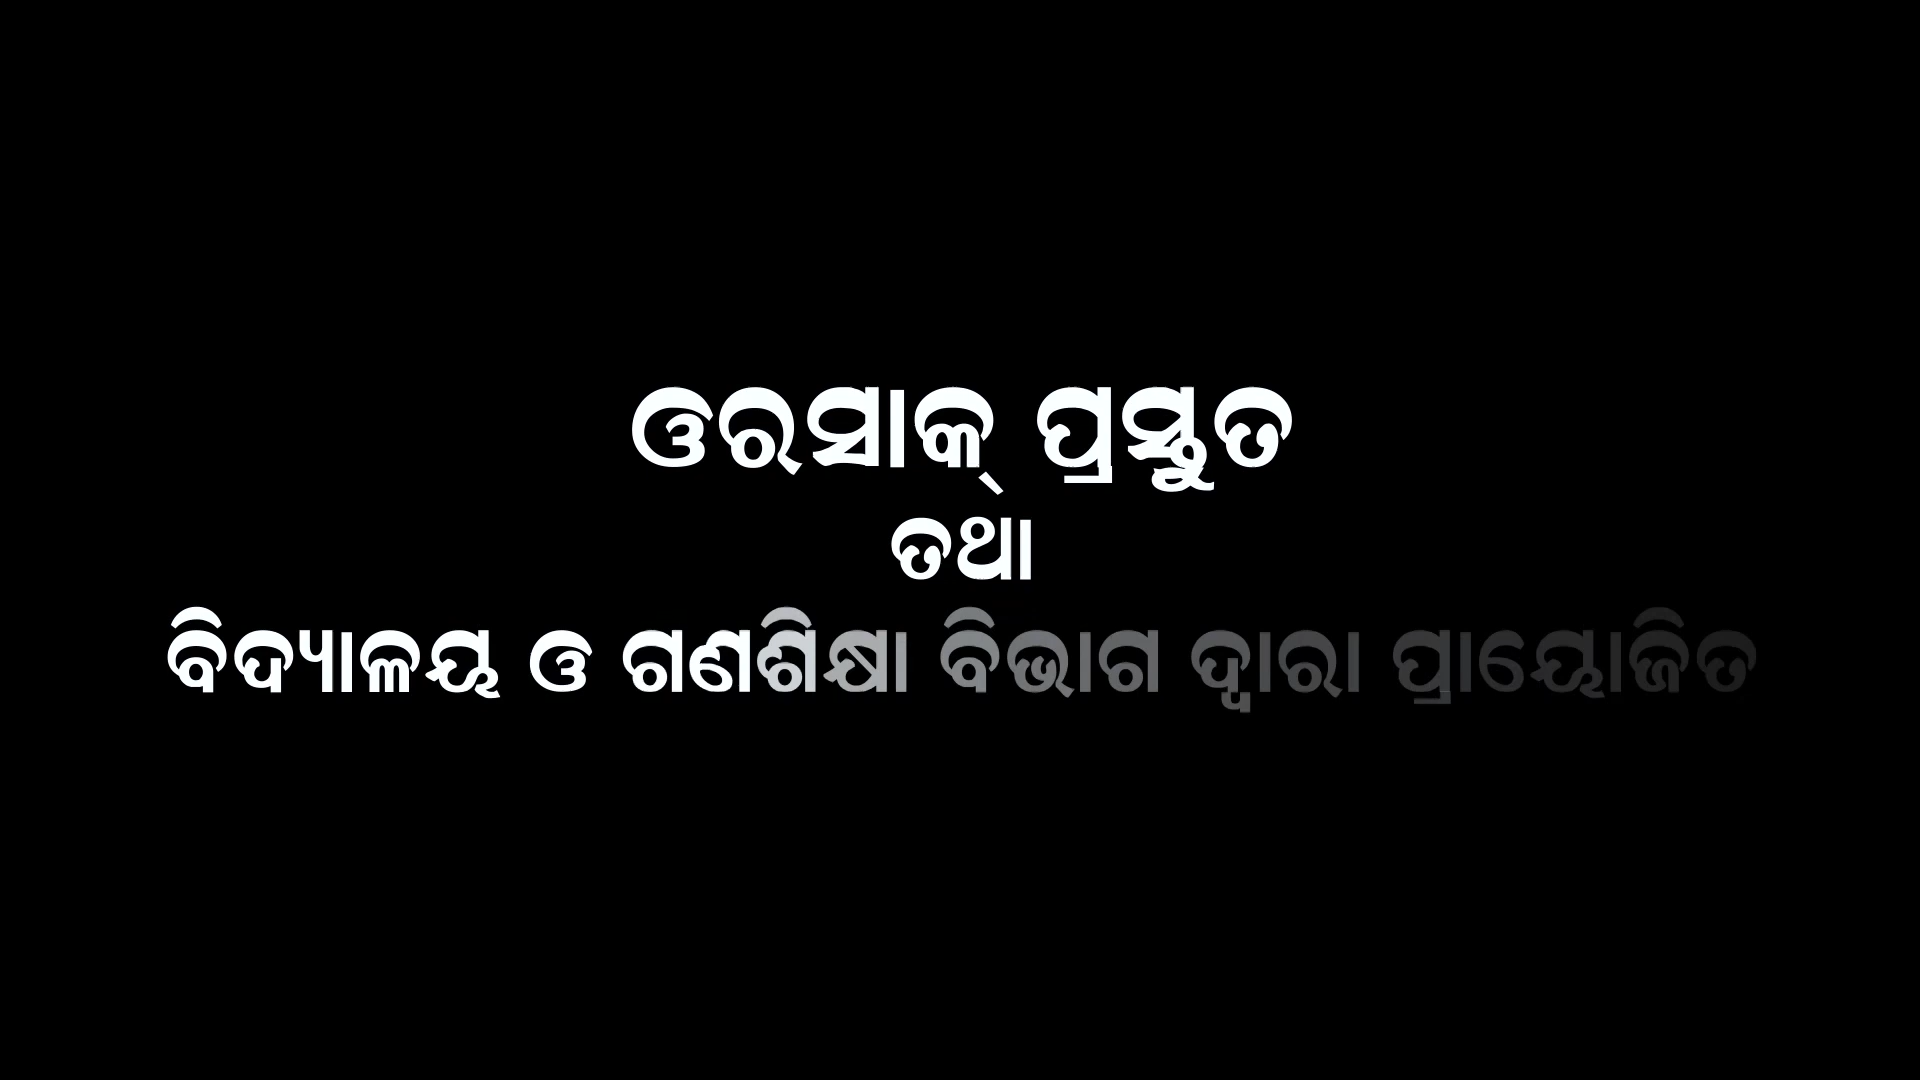 ଓରସାକ୍ ପ୍ରସ୍ତୁତ
ତଥା
ବିଦ୍ୟାଳୟ ଓ ଗଣଶିକ୍ଷା ବିଭାଗ ଦ୍ୱାରା ପ୍ରାୟୋଜିତ